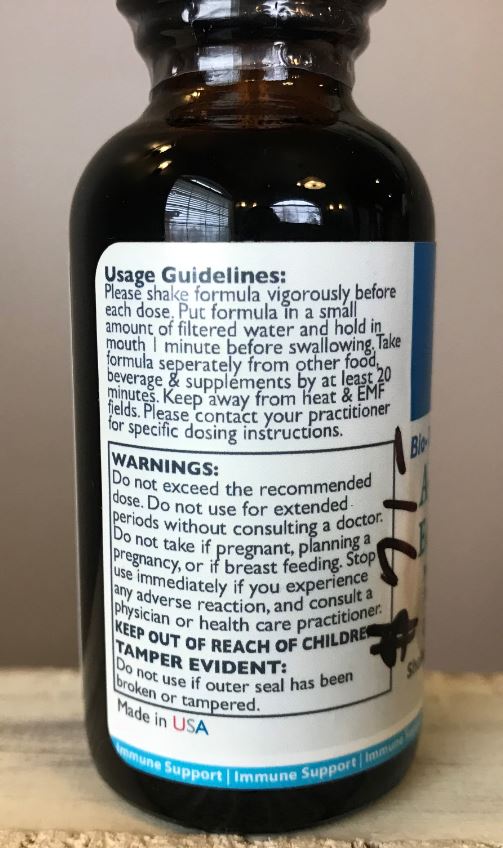 Usage Guidelines:
Please shake formula vigorously before
each dose. Put formula in a small
amount of filtered water and hold in
mouth 1 minute before swallowing. Take
formula seperately from other food,
beverage & supplements by at least 20
minutes. Keep away from heat & EMF
fields. Please contact your practitioner
for specific dosing instructions.
WARNINGS:
Do not exceed the recommended
dose. Do not use for extended
periods without consulting a doctor.
Do not take if pregnant, planning a
pregnancy, or if breast feeding. Stop
use immediately if you experience
any adverse reaction, and consult a
physician or health care practitioner.
KEEP OUT OF REACH OF CHILDRE
TAMPER EVIDENT:
Do not use if outer seal has been
broken or tampered.
Made in USA
Immune Support | Immune Support | Immune Supp
Bio-